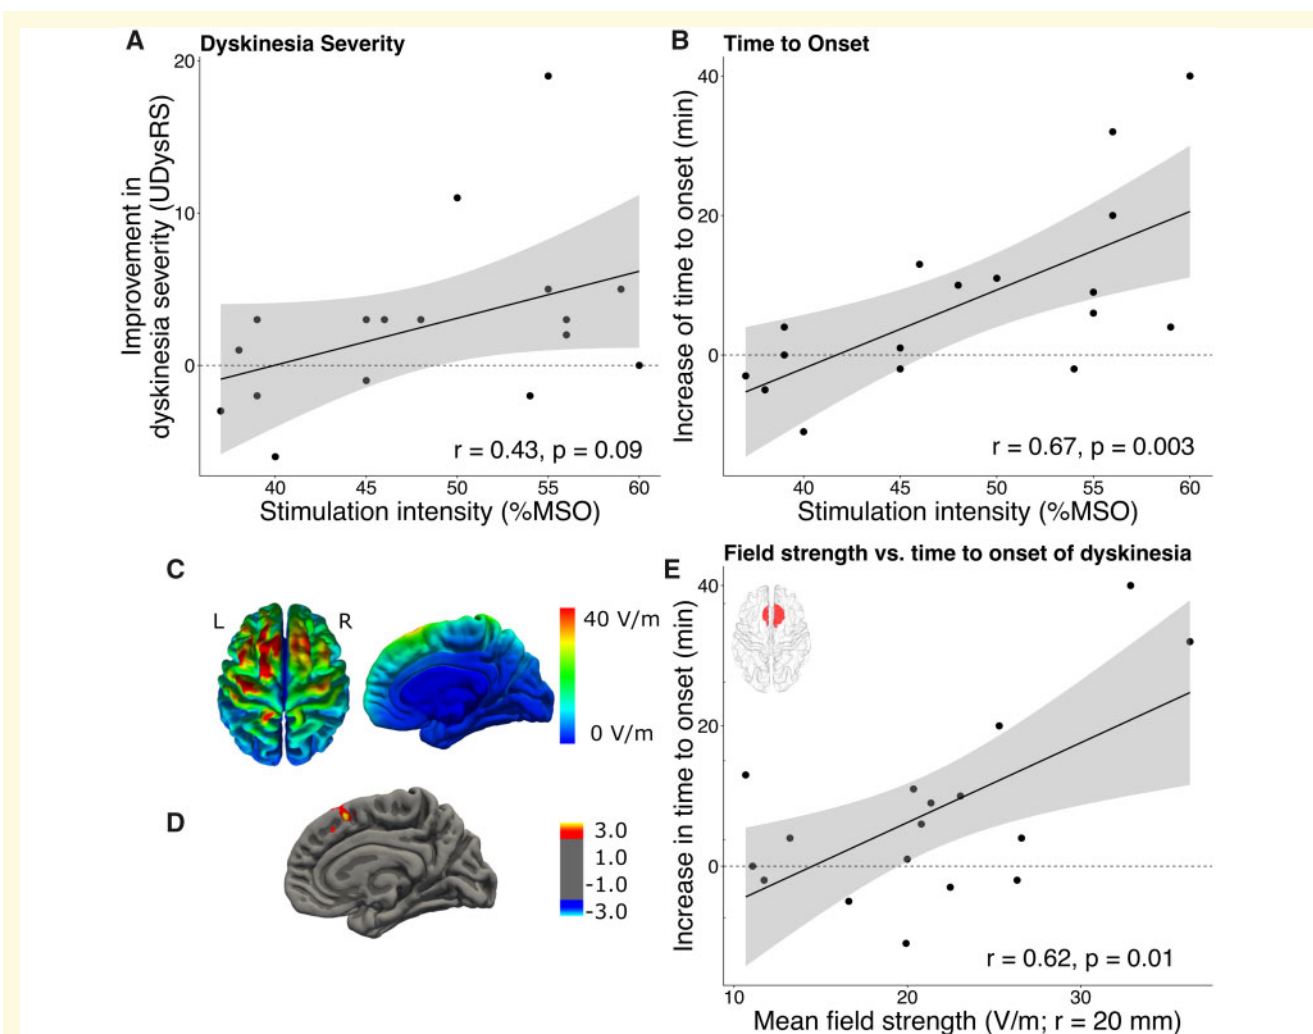 A
Dyskinesia Severity
Improvement in
dyskinesia severity (UDysRS)
20
10
0
40
45
50
55
60
r = 0.43, p = 0.09
Stimulation intensity (%MSO)
B
Time to Onset
Increase of time to onset (min)
40
20
0
40
45
50
55
60
r = 0.67, p = 0.003
Stimulation intensity (%MSO)
C
L
R
40 V/m
0 V/m
D
3.0
1.0
-1.0
-3.0
Field strength vs. time to onset of dyskinesia
E
Increase in time to onset (min)
40
20
0
10
20
30
r = 0.62, p = 0.01
Mean field strength (V/m; r = 20 mm)